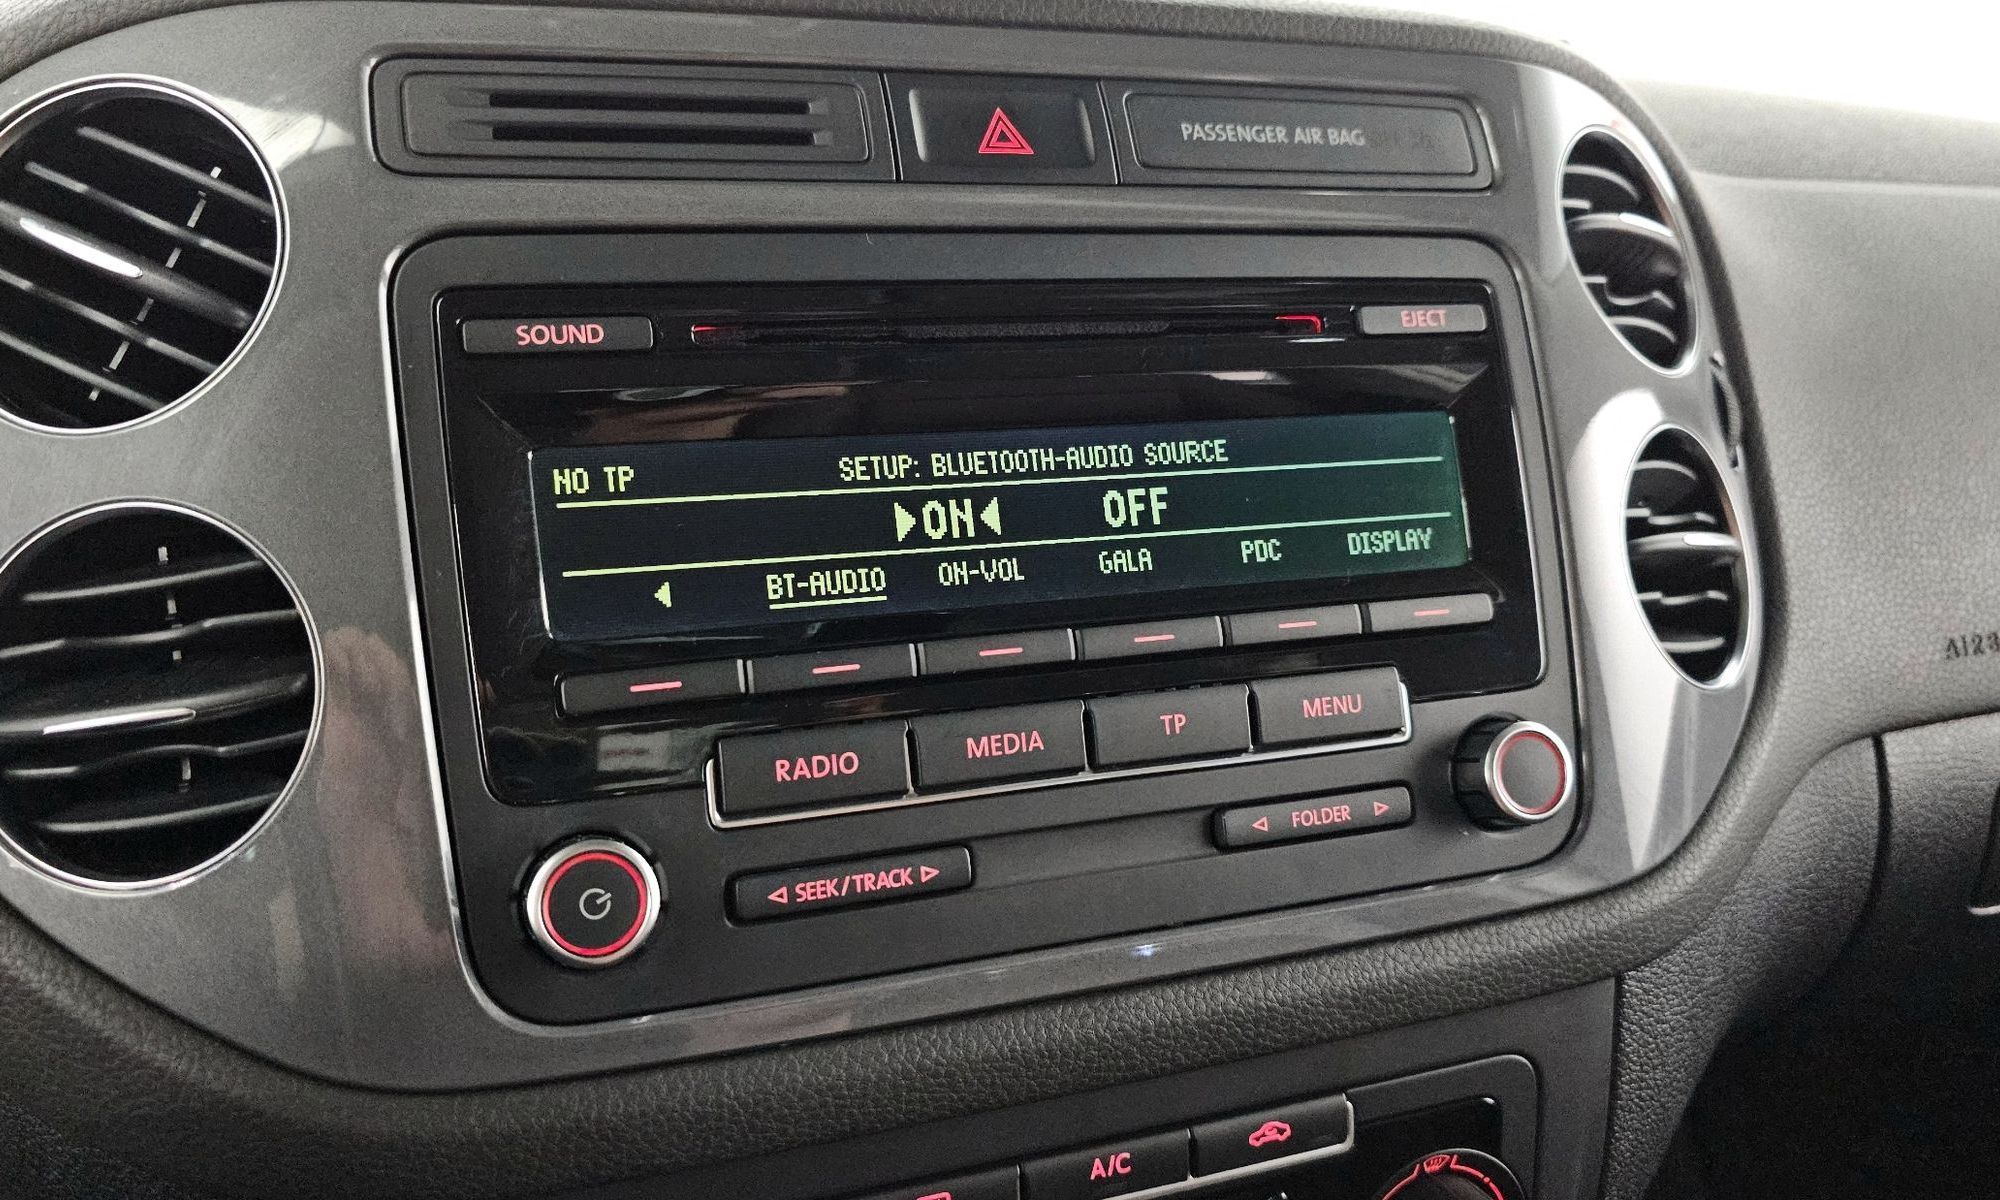 PASSENGER AIR BAG
SOUND
EJECT
NO TP
SETUP: BLUETOOTH-AUDIO SOURCE
ON OFF
BT-AUDIO ON-VOL GALA PDC DISPLAY
RADIO MEDIA TP MENU
SEEK/TRACK
FOLDER
A/C